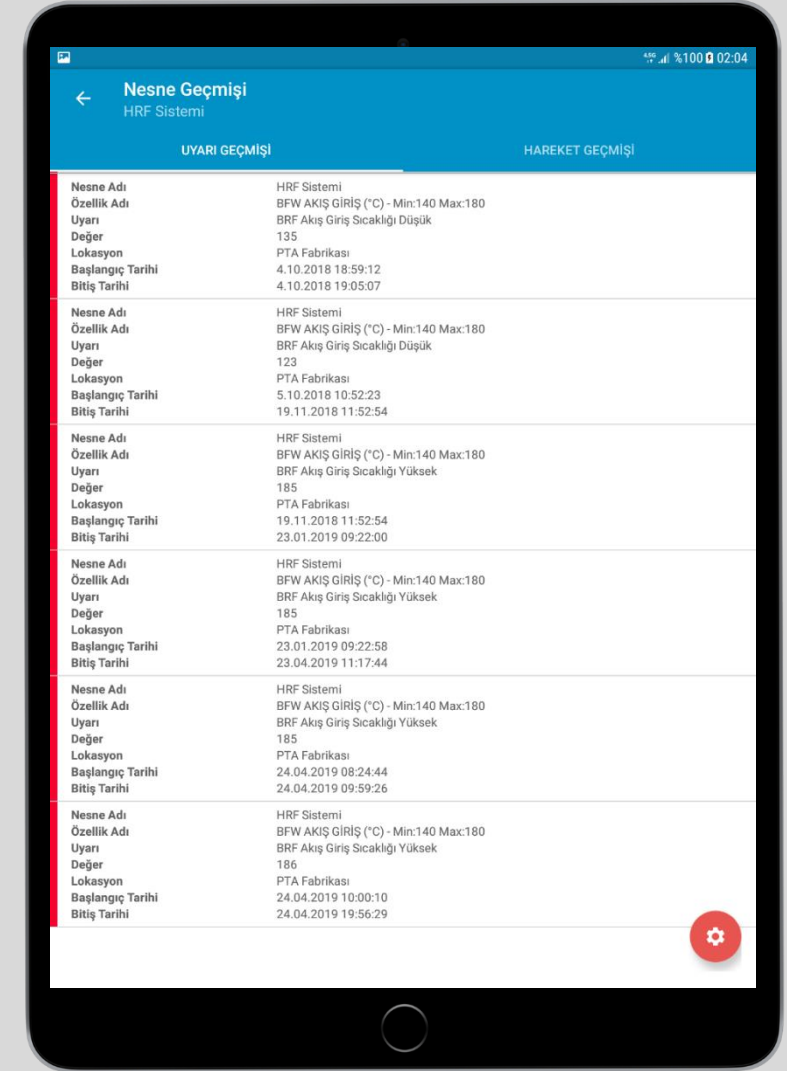 4.5G %100 02:04
Nesne Geçmişi
HRF Sistemi
UYARI GEÇMİŞİ HAREKET GEÇMİŞİ
Nesne Adı HRF Sistemi
Özellik Adı BFW AKIŞ GİRİŞ (°C) - Min:140 Max:180
Uyarı BRF Akış Giriş Sıcaklığı Düşük
Değer 135
Lokasyon PTA Fabrikası
Başlangıç Tarihi 4.10.2018 18:59:12
Bitiş Tarihi 4.10.2018 19:05:07
Nesne Adı HRF Sistemi
Özellik Adı BFW AKIŞ GİRİŞ (°C) - Min:140 Max:180
Uyarı BRF Akış Giriş Sıcaklığı Düşük
Değer 123
Lokasyon PTA Fabrikası
Başlangıç Tarihi 5.10.2018 10:52:23
Bitiş Tarihi 19.11.2018 11:52:54
Nesne Adı HRF Sistemi
Özellik Adı BFW AKIŞ GİRİŞ (°C) - Min:140 Max:180
Uyarı BRF Akış Giriş Sıcaklığı Yüksek
Değer 185
Lokasyon PTA Fabrikası
Başlangıç Tarihi 19.11.2018 11:52:54
Bitiş Tarihi 23.01.2019 09:22:00
Nesne Adı HRF Sistemi
Özellik Adı BFW AKIŞ GİRİŞ (°C) - Min:140 Max:180
Uyarı BRF Akış Giriş Sıcaklığı Yüksek
Değer 185
Lokasyon PTA Fabrikası
Başlangıç Tarihi 23.01.2019 09:22:58
Bitiş Tarihi 23.04.2019 11:17:44
Nesne Adı HRF Sistemi
Özellik Adı BFW AKIŞ GİRİŞ (°C) - Min:140 Max:180
Uyarı BRF Akış Giriş Sıcaklığı Yüksek
Değer 185
Lokasyon PTA Fabrikası
Başlangıç Tarihi 24.04.2019 08:24:44
Bitiş Tarihi 24.04.2019 09:59:26
Nesne Adı HRF Sistemi
Özellik Adı BFW AKIŞ GİRİŞ (°C) - Min:140 Max:180
Uyarı BRF Akış Giriş Sıcaklığı Yüksek
Değer 186
Lokasyon PTA Fabrikası
Başlangıç Tarihi 24.04.2019 10:00:10
Bitiş Tarihi 24.04.2019 19:56:29